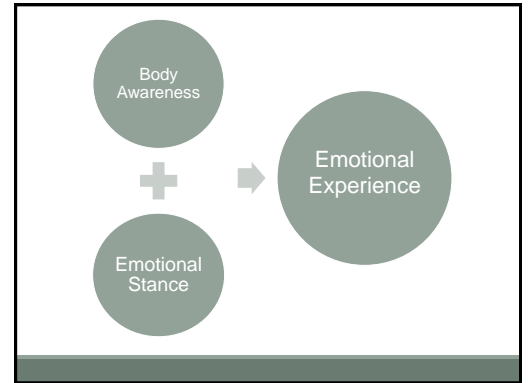 Body
Awareness
Emotional
Stance
Emotional
Experience